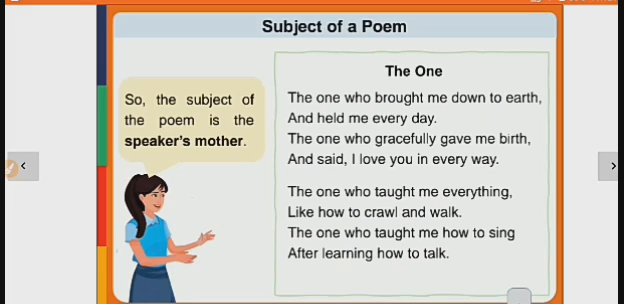 Subject of a Poem
So, the subject of
the poem is the
speaker's mother.
The One
The one who brought me down to earth,
And held me every day.
The one who gracefully gave me birth,
And said, I love you in every way.
The one who taught me everything,
Like how to crawl and walk.
The one who taught me how to sing
After learning how to talk.